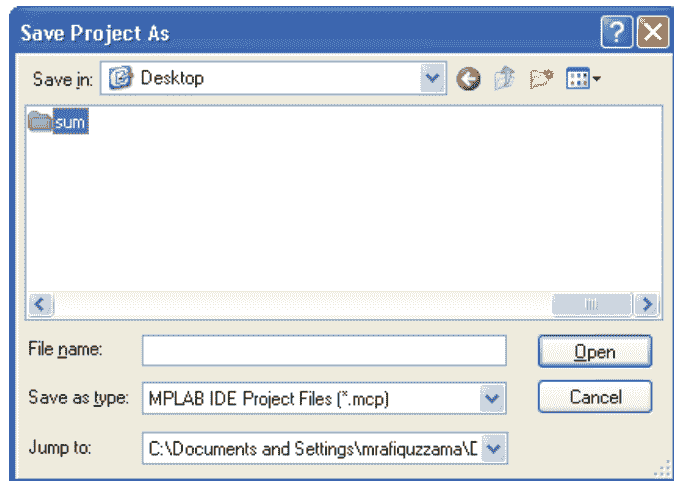 Save Project As
Save in: Desktop
sum
File name:
Open
Save as type: MPLAB IDE Project Files (*.mcp)
Cancel
Jump to: C:\Documents and Settings\mrafiquzzama\D